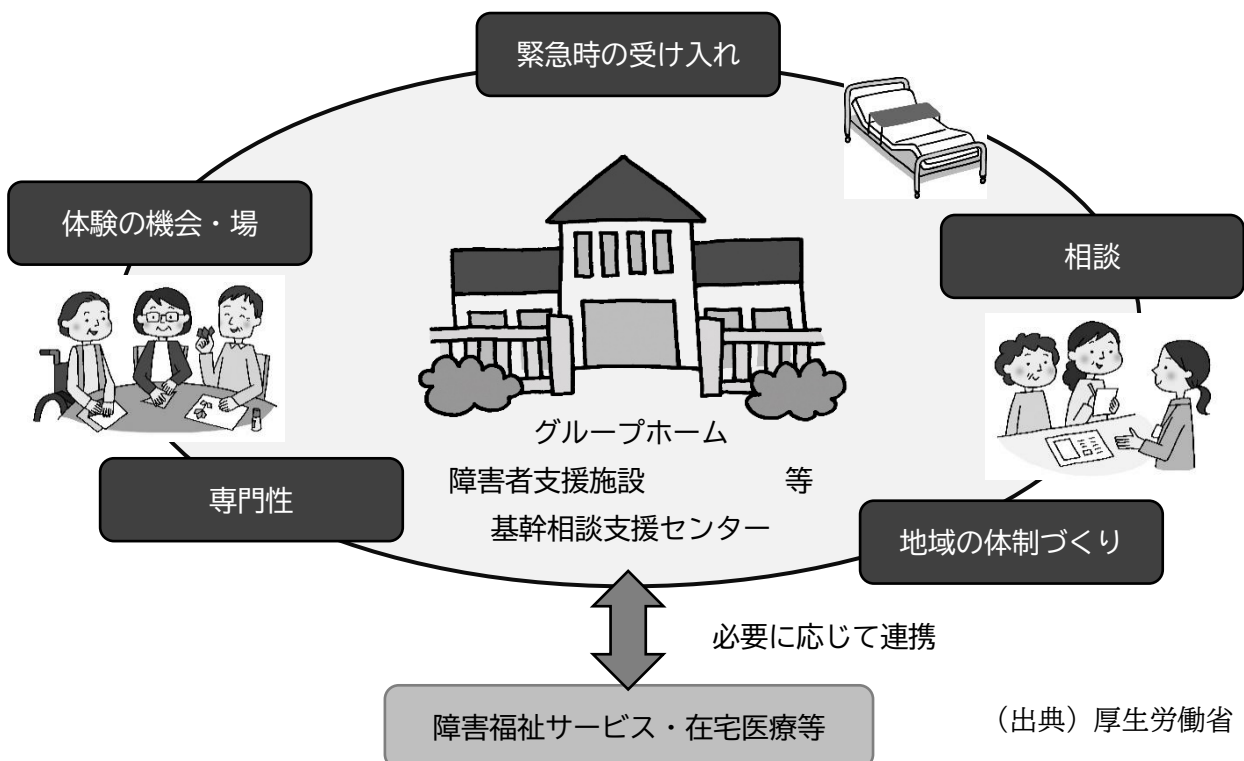 緊急時の受け入れ
体験の機会・場
相談
グループホーム
障害者支援施設 等
基幹相談支援センター
専門性
地域の体制づくり
必要に応じて連携
障害福祉サービス・在宅医療等
（出典）厚生労働省